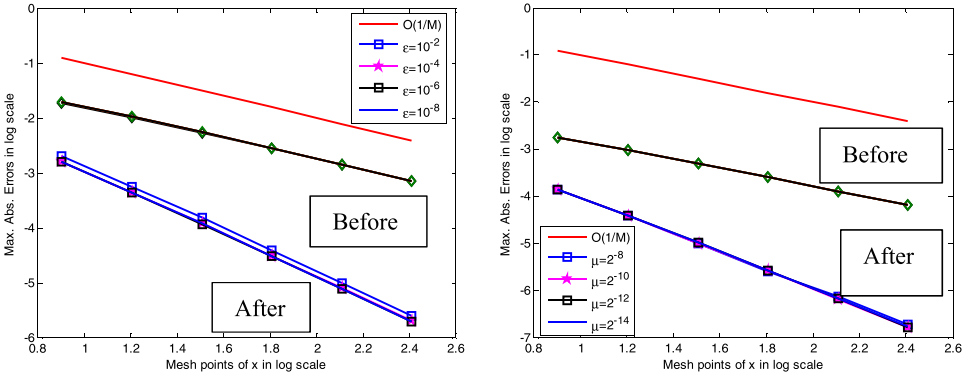 0
-1
-2
-3
-4
-5
-6
0.8 1 1.2 1.4 1.6 1.8 2 2.2 2.4 2.6
Mesh points of x in log scale
Max. Abs. Errors in log scale
O(1/M)
ε=10^-2
ε=10^-4
ε=10^-6
ε=10^-8
Before
After
0
-1
-2
-3
-4
-5
-6
-7
0.8 1 1.2 1.4 1.6 1.8 2 2.2 2.4 2.6
Mesh points of x in log scale
Max. Abs. Errors in log scale
Before
After
O(1/M)
μ=2^-8
μ=2^-10
μ=2^-12
μ=2^-14